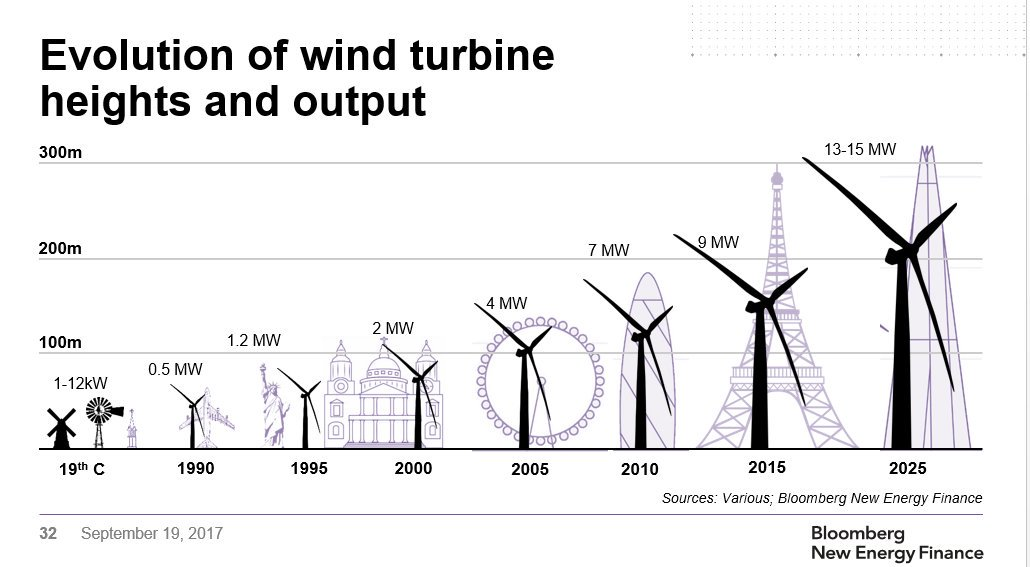 Evolution of wind turbine
heights and output
300m
13-15 MW
200m
7 MW
9 MW
4 MW
100m
1.2 MW
2 MW
0.5 MW
1-12kW
19th C
1990
1995
2000
2005
2010
2015
2025
Sources: Various; Bloomberg New Energy Finance
32 September 19, 2017
Bloomberg
New Energy Finance